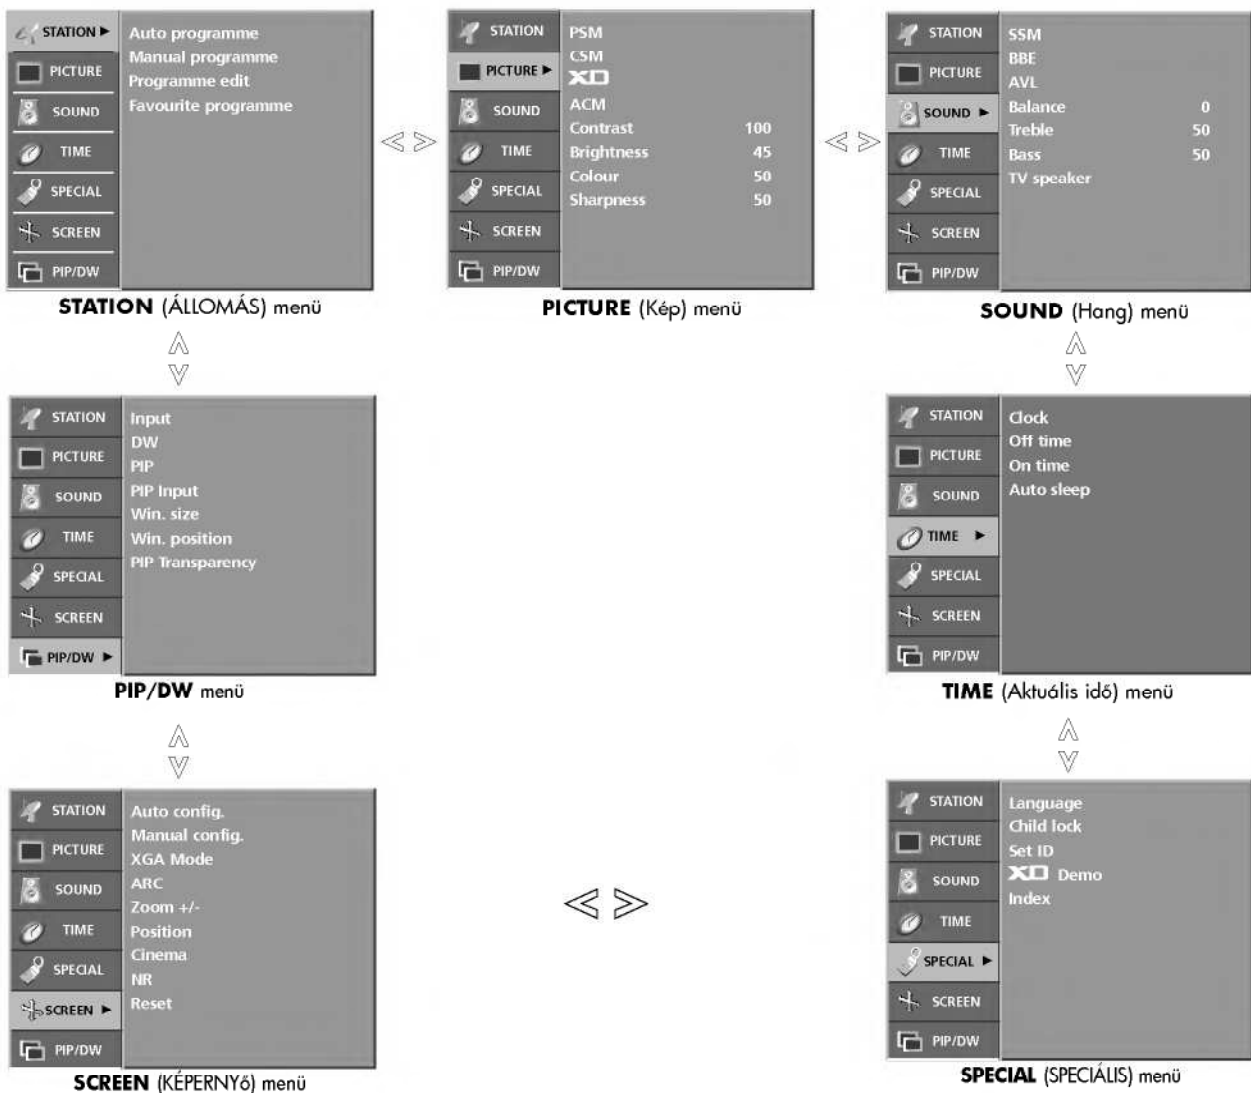 STATION ►
PICTURE
SOUND
TIME
SPECIAL
SCREEN
PIP/DW
Auto programme
Manual programme
Programme edit
Favourite programme
STATION (ÁLLOMÁS) menü
STATION
PICTURE ►
SOUND
TIME
SPECIAL
SCREEN
PIP/DW
PSM
CSM
XD
ACM
Contrast 100
Brightness 45
Colour 50
Sharpness 50
PICTURE (Kép) menü
STATION
PICTURE
SOUND ►
TIME
SPECIAL
SCREEN
PIP/DW
SSM
BBE
AVL
Balance 0
Treble 50
Bass 50
TV speaker
SOUND (Hang) menü
STATION
PICTURE
SOUND
TIME
SPECIAL
SCREEN
PIP/DW ►
Input
DW
PIP
PIP Input
Win. size
Win. position
PIP Transparency
PIP/DW menü
STATION
PICTURE
SOUND
TIME ►
SPECIAL
SCREEN
PIP/DW
Clock
Off time
On time
Auto sleep
TIME (Aktuális idő) menü
STATION
PICTURE
SOUND
TIME
SPECIAL
SCREEN ►
PIP/DW
Auto config.
Manual config.
XGA Mode
ARC
Zoom +/-
Position
Cinema
NR
Reset
SCREEN (KÉPERNYő) menü
STATION
PICTURE
SOUND
TIME
SPECIAL ►
SCREEN
PIP/DW
Language
Child lock
Set ID
XD Demo
Index
SPECIAL (SPECIÁLIS) menü